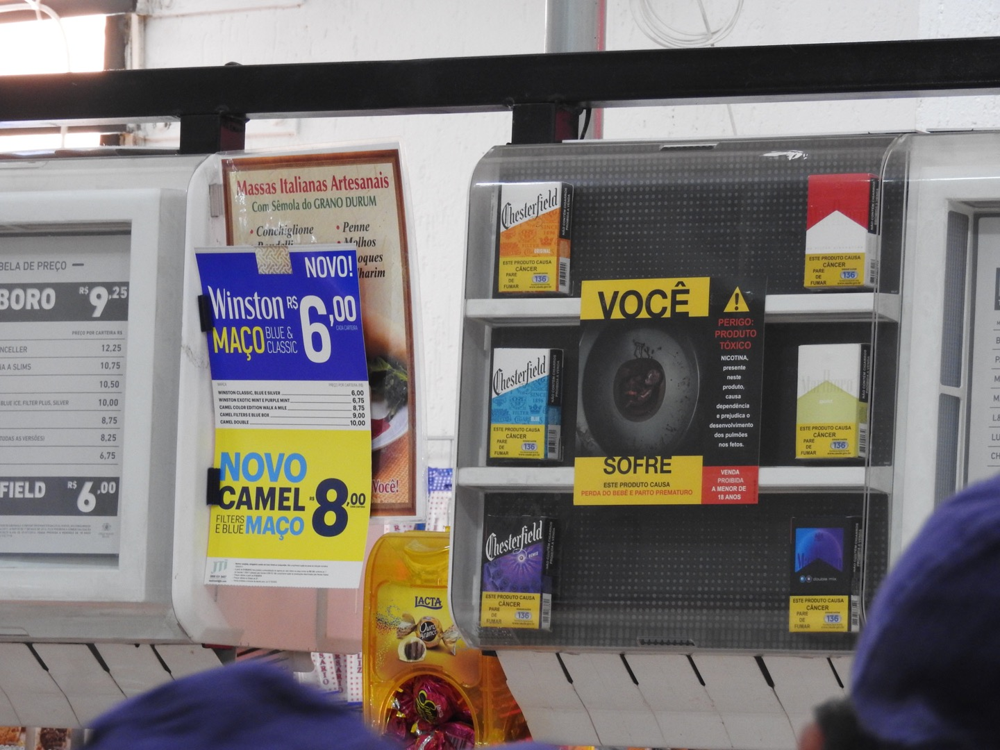 BELA DE PREÇO
BORO R$ 9,25
PREÇO POR CARTEIRA-R$
NCELLER 12,25
A A SLIMS 10,75
10,50
BLUE ICE, FILTER PLUS, SILVER 10,00
8,75
TODAS AS VERSÕES) 8,25
6,75
FIELD R$ 6,00
Massas Italianas Artesanais
Com Sêmola do GRANO DURUM
• Conchiglione
• Penne
Molhos
oques
Você!
NOVO!
Winston R$ 6,00
MAÇO BLUE &
CLASSIC
CADA CARTEIRA
MARCA PREÇO POR CARTEIRA (R$)
WINSTON CLASSIC, BLUE E SILVER 6,00
WINSTON EXOTIC MINT E PURPLE MINT 6,75
CAMEL COLOR EDITION WALK A MILE 8,75
CAMEL FILTERS E BLUE BOX 9,00
CAMEL DOUBLE 10,00
NOVO
CAMEL R$ 8,00
FILTERS
E BLUE MAÇO
JTI
LACTA
Ouro
Branco
Chesterfield
ORIGINAL
ESTE PRODUTO CAUSA
CÂNCER
PARE
DE
FUMAR
136
Chesterfield
BLUE
ESTE PRODUTO CAUSA
CÂNCER
PARE
DE
FUMAR
136
Chesterfield
REMIX
ESTE PRODUTO CAUSA
CÂNCER
PARE
DE
FUMAR
136
VOCÊ
SOFRE
ESTE PRODUTO CAUSA
PERDA DO BEBÊ E PARTO PREMATURO
PERIGO:
PRODUTO
TÓXICO
NICOTINA,
presente
neste
produto,
causa
dependência
e prejudica o
desenvolvimento
dos pulmões
nos fetos.
VENDA
PROIBIDA
A MENOR DE
18 ANOS
ESTE PRODUTO CAUSA
CÂNCER
PARE
DE
FUMAR
136
Marlboro
ESTE PRODUTO CAUSA
CÂNCER
PARE
DE
FUMAR
136
double mix
ESTE PRODUTO CAUSA
CÂNCER
PARE
DE
FUMAR
136